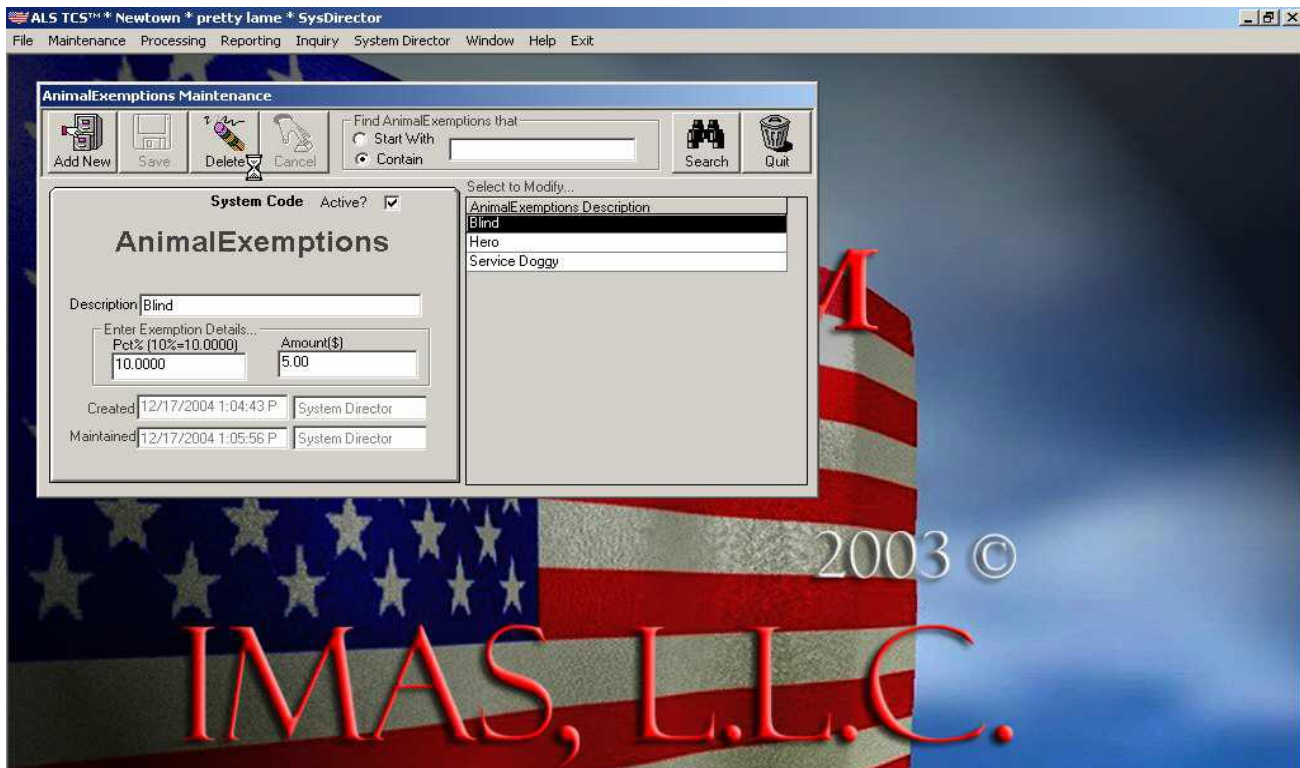 ALS TCS™ * Newtown * pretty lame * SysDirector
File Maintenance Processing Reporting Inquiry System Director Window Help Exit
AnimalExemptions Maintenance
Add New
Save
Delete
Cancel
Find AnimalExemptions that
Start With
Contain
Search
Quit
System Code Active?
AnimalExemptions
Description Blind
Enter Exemption Details...
Pct% (10%=10.0000) Amount($)
10.0000 5.00
Created 12/17/2004 1:04:43 P System Director
Maintained 12/17/2004 1:05:56 P System Director
Select to Modify...
AnimalExemptions Description
Blind
Hero
Service Doggy
M
2003 ©
IMAS, L.L.C.